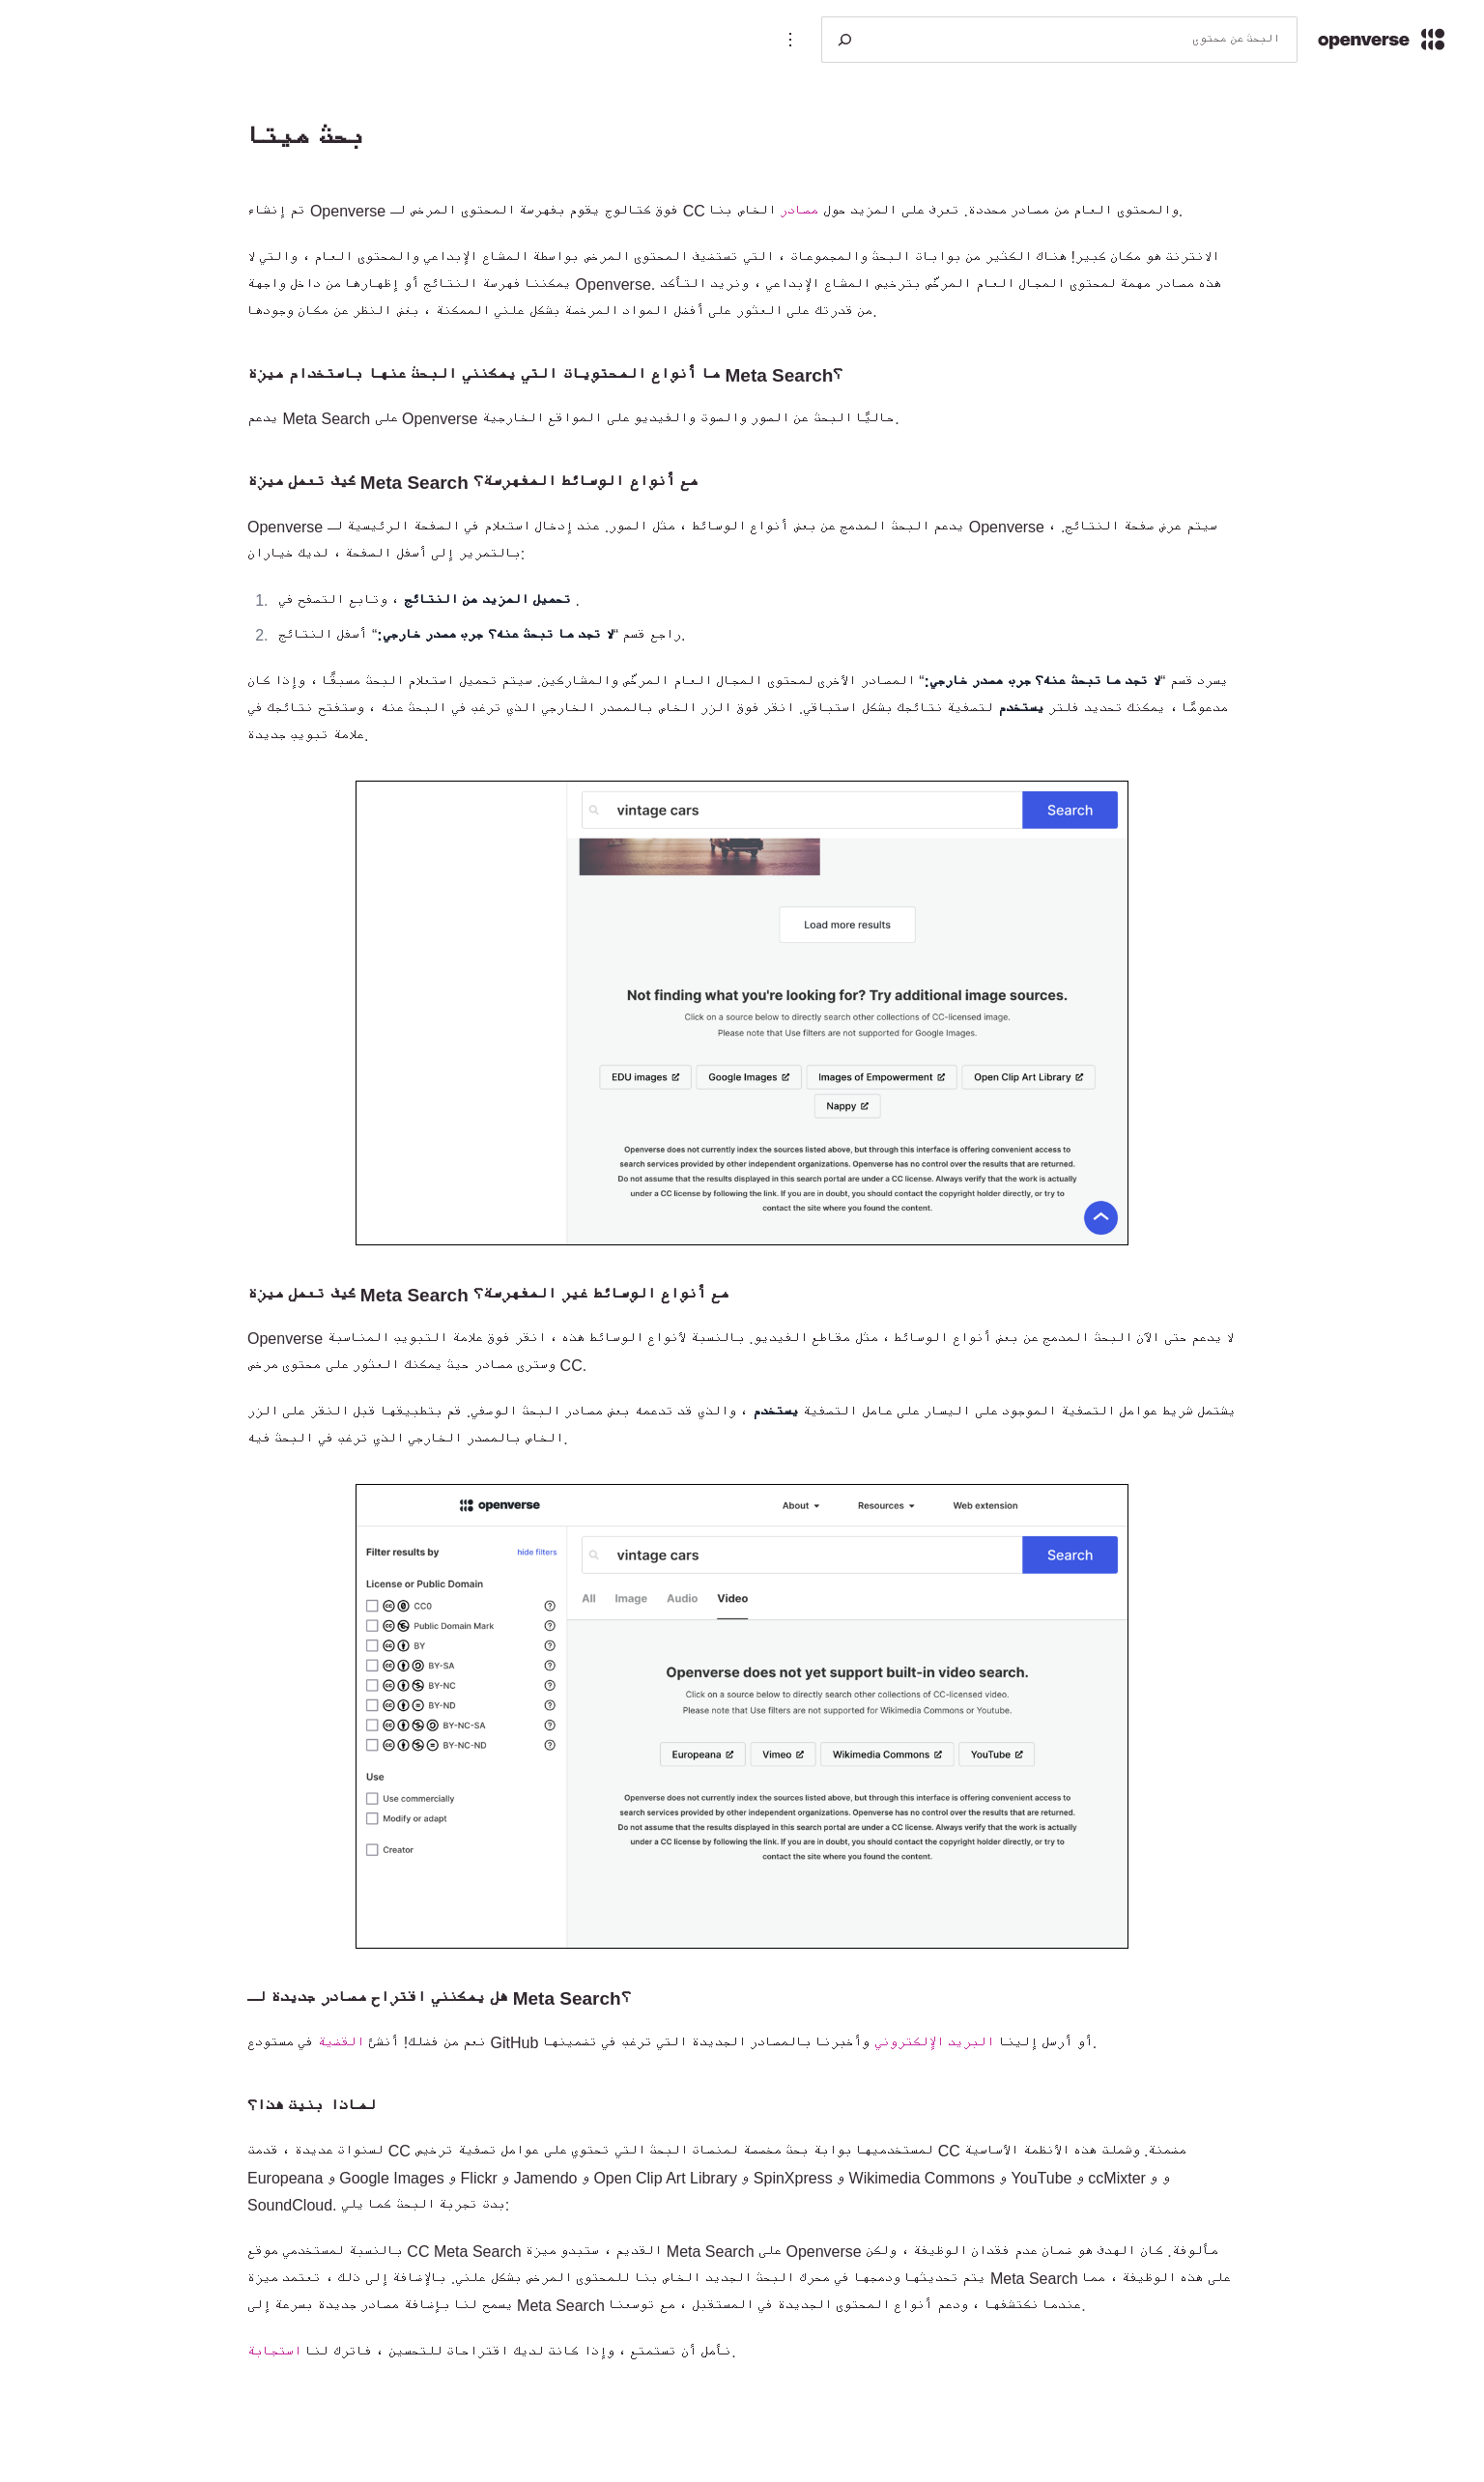 openverse
البحث عن محتوى
بحث ميتا
تم إنشاء Openverse فوق كتالوج يقوم بفهرسة المحتوى المرخص لـ CC والمحتوى العام من مصادر محددة. تعرف على المزيد حول مصادر الخاص بنا.
الانترنت هو مكان كبير! هناك الكثير من بوابات البحث والمجموعات ، التي تستضيف المحتوى المرخص بواسطة المشاع الإبداعي والمحتوى العام ، والتي لا
يمكننا فهرسة النتائج أو إظهارها من داخل واجهة Openverse. هذه مصادر مهمة لمحتوى المجال العام المرخّص بترخيص المشاع الإبداعي ، ونريد التأكد
من قدرتك على العثور على أفضل المواد المرخصة بشكل علني الممكنة ، بغض النظر عن مكان وجودها.
ما أنواع المحتويات التي يمكنني البحث عنها باستخدام ميزة Meta Search؟
يدعم Meta Search على Openverse حاليًّا البحث عن الصور والصوت والفيديو على المواقع الخارجية.
كيف تعمل ميزة Meta Search مع أنواع الوسائط المفهرسة؟
يدعم البحث المدمج عن بعض أنواع الوسائط ، مثل الصور. عند إدخال استعلام في الصفحة الرئيسية لـ Openverse ، سيتم عرض صفحة النتائج. Openverse
بالتمرير إلى أسفل الصفحة ، لديك خياران:
1. تحميل المزيد من النتائج ، وتابع التصفح في .
2. راجع قسم “لا تجد ما تبحث عنه؟ جرب مصدر خارجي:“ أسفل النتائج.
يسرد قسم “لا تجد ما تبحث عنه؟ جرب مصدر خارجي:“ المصادر الأخرى لمحتوى المجال العام المرخّص والمشاركين. سيتم تحميل استعلام البحث مسبقًّا ، وإذا كان
مدعومًّا ، يمكنك تحديد فلتر يستخدم لتصفية نتائجك بشكل استباقي. انقر فوق الزر الخاص بالمصدر الخارجي الذي ترغب في البحث عنه ، وستفتح نتائجك في
علامة تبويب جديدة.
vintage cars
Search
Load more results
Not finding what you're looking for? Try additional image sources.
Click on a source below to directly search other collections of CC-licensed image.
Please note that Use filters are not supported for Google Images.
EDU images Google Images Images of Empowerment Open Clip Art Library
Nappy
Openverse does not currently index the sources listed above, but through this interface is offering convenient access to
search services provided by other independent organizations. Openverse has no control over the results that are returned.
Do not assume that the results displayed in this search portal are under a CC license. Always verify that the work is actually
under a CC license by following the link. If you are in doubt, you should contact the copyright holder directly, or try to
contact the site where you found the content.
كيف تعمل ميزة Meta Search مع أنواع الوسائط غير المفهرسة؟
Openverse لا يدعم حتى الآن البحث المدمج عن بعض أنواع الوسائط ، مثل مقاطع الفيديو. بالنسبة لأنواع الوسائط هذه ، انقر فوق علامة التبويب المناسبة
وسترى مصادر حيث يمكنك العثور على محتوى مرخص CC.
يشتمل شريط عوامل التصفية الموجود على اليسار على عامل التصفية يستخدم ، والذي قد تدعمه بعض مصادر البحث الوصفي. قم بتطبيقها قبل النقر على الزر
الخاص بالمصدر الخارجي الذي ترغب في البحث فيه.
openverse
About
Resources
Web extension
Filter results by
hide filters
vintage cars
Search
License or Public Domain
All Image Audio Video
CC0
Public Domain Mark
BY
BY-SA
BY-NC
BY-ND
BY-NC-SA
BY-NC-ND
Use
Use commercially
Modify or adapt
Creator
Openverse does not yet support built-in video search.
Click on a source below to directly search other collections of CC-licensed video.
Please note that Use filters are not supported for Wikimedia Commons or Youtube.
Europeana Vimeo Wikimedia Commons YouTube
Openverse does not currently index the sources listed above, but through this interface is offering convenient access to
search services provided by other independent organizations. Openverse has no control over the results that are returned.
Do not assume that the results displayed in this search portal are under a CC license. Always verify that the work is actually
under a CC license by following the link. If you are in doubt, you should contact the copyright holder directly, or try to
contact the site where you found the content.
هل يمكنني اقتراح مصادر جديدة لـ Meta Search؟
نعم من فضلك! أنشئ القضية في مستودع GitHub أو أرسل إلينا البريد الإلكتروني وأخبرنا بالمصادر الجديدة التي ترغب في تضمينها.
لماذا بنيت هذا؟
لسنوات عديدة ، قدمت CC لمستخدميها بوابة بحث مخصصة لمنصات البحث التي تحتوي على عوامل تصفية ترخيص CC مضمنة. وشملت هذه الأنظمة الأساسية
Europeana و Google Images و Flickr و Jamendo و Open Clip Art Library و SpinXpress و Wikimedia Commons و YouTube و ccMixter و و
SoundCloud. بدت تجربة البحث كما يلي:
بالنسبة لمستخدمي موقع CC Meta Search القديم ، ستبدو ميزة Meta Search على Openverse مألوفة. كان الهدف هو ضمان عدم فقدان الوظيفة ، ولكن
يتم تحديثها ودمجها في محرك البحث الجديد الخاص بنا للمحتوى المرخص بشكل علني. بالإضافة إلى ذلك ، تعتمد ميزة Meta Search على هذه الوظيفة ، مما
يسمح لنا بإضافة مصادر جديدة بسرعة إلى Meta Search عندما نكتشفها ، ودعم أنواع المحتوى الجديدة في المستقبل ، مع توسعنا.
نأمل أن تستمتع ، وإذا كانت لديك اقتراحات للتحسين ، فاترك لنا استجابة.